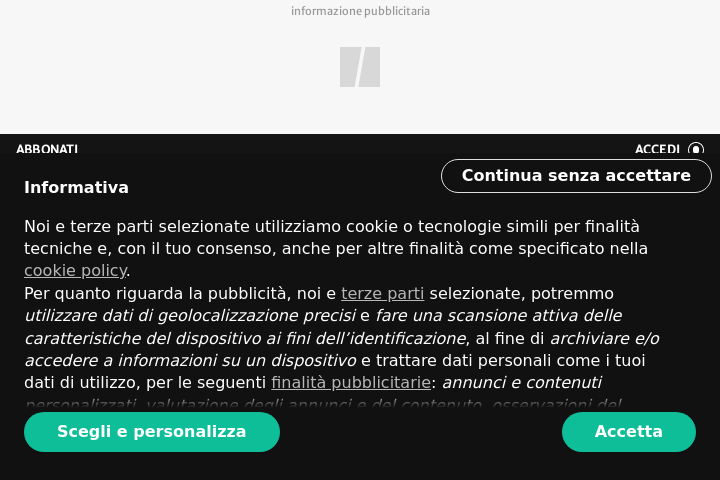 informazione pubblicitaria
ABBONATI
ACCEDI
Continua senza accettare
Informativa
Noi e terze parti selezionate utilizziamo cookie o tecnologie simili per finalità
tecniche e, con il tuo consenso, anche per altre finalità come specificato nella
cookie policy.
Per quanto riguarda la pubblicità, noi e terze parti selezionate, potremmo
utilizzare dati di geolocalizzazione precisi e fare una scansione attiva delle
caratteristiche del dispositivo ai fini dell’identificazione, al fine di archiviare e/o
accedere a informazioni su un dispositivo e trattare dati personali come i tuoi
dati di utilizzo, per le seguenti finalità pubblicitarie: annunci e contenuti
personalizzati, valutazione degli annunci e del contenuto, osservazioni del
Scegli e personalizza
Accetta